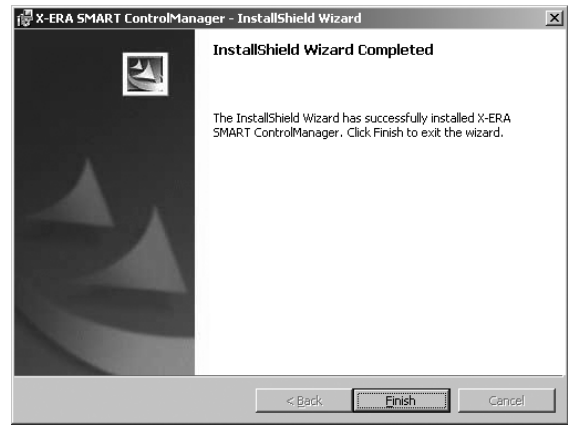 X-ERA SMART ControlManager - InstallShield Wizard
InstallShield Wizard Completed
The InstallShield Wizard has successfully installed X-ERA
SMART ControlManager. Click Finish to exit the wizard.
< Back
Finish
Cancel